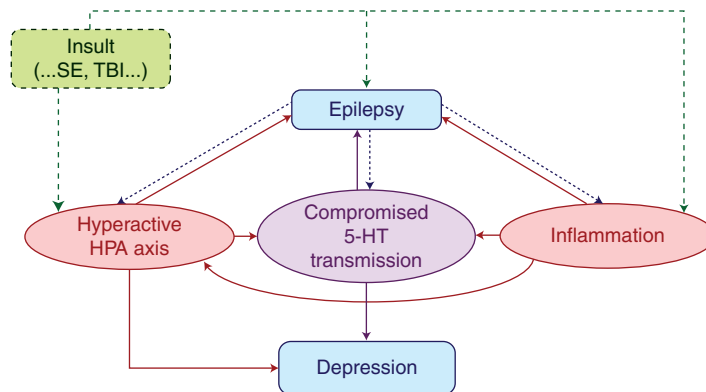 Insult
(...SE, TBI...)
Epilepsy
Hyperactive
HPA axis
Compromised
5-HT
transmission
Inflammation
Depression